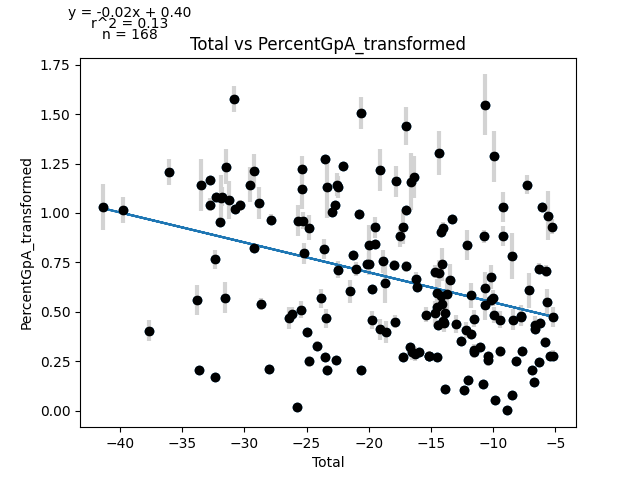 y = -0.02x + 0.40
r^2 = 0.13
n = 168
Total vs PercentGpA_transformed
1.75
1.50
1.25
1.00
0.75
0.50
0.25
0.00
PercentGpA_transformed
−40 −35 −30 −25 −20 −15 −10 −5
Total